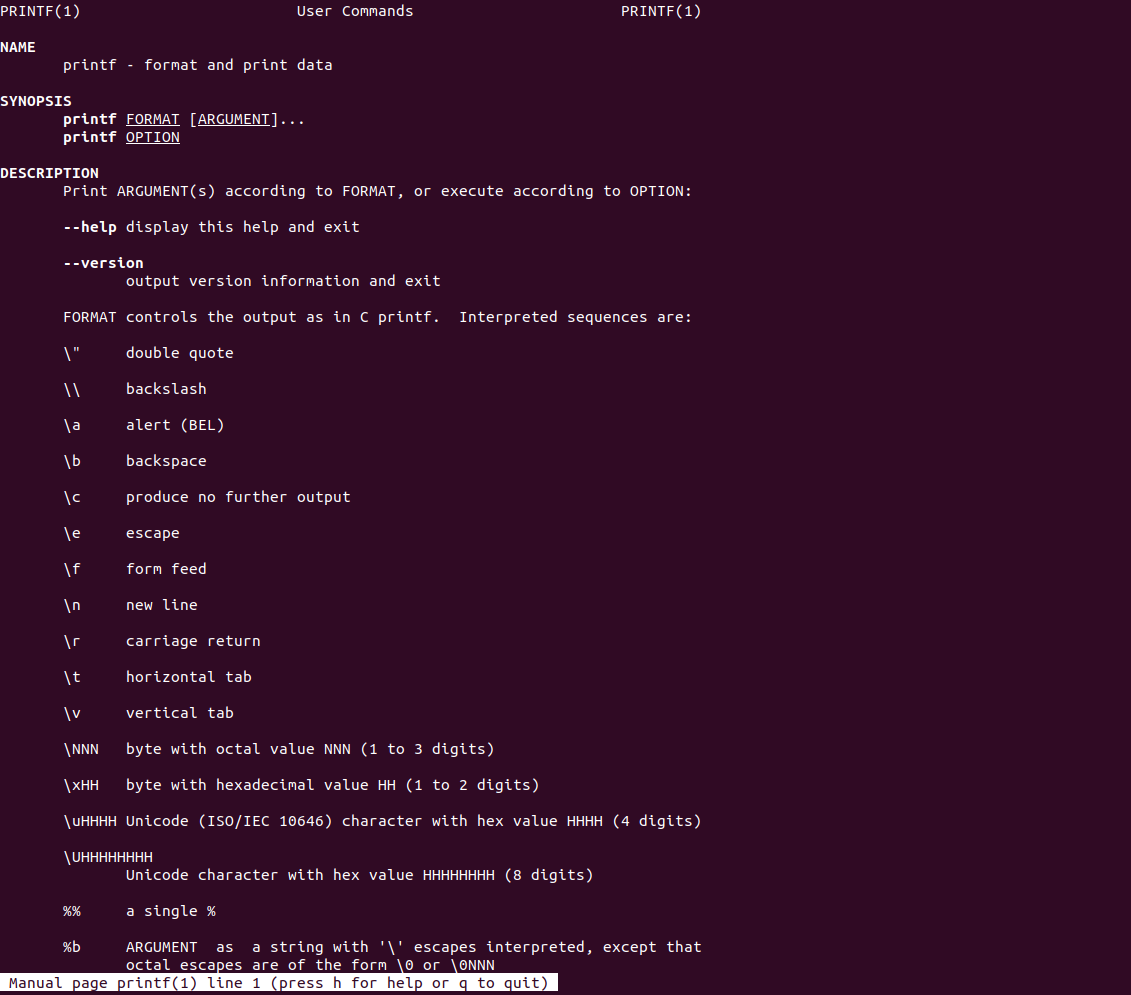 PRINTF(1) User Commands PRINTF(1)
NAME
printf - format and print data
SYNOPSIS
printf FORMAT [ARGUMENT]...
printf OPTION
DESCRIPTION
Print ARGUMENT(s) according to FORMAT, or execute according to OPTION:
--help display this help and exit
--version
output version information and exit
FORMAT controls the output as in C printf.  Interpreted sequences are:
\" double quote
\\ backslash
\a alert (BEL)
\b backspace
\c produce no further output
\e escape
\f form feed
\n new line
\r carriage return
\t horizontal tab
\v vertical tab
\NNN byte with octal value NNN (1 to 3 digits)
\xHH byte with hexadecimal value HH (1 to 2 digits)
\uHHHH Unicode (ISO/IEC 10646) character with hex value HHHH (4 digits)
\UHHHHHHHH
Unicode character with hex value HHHHHHHH (8 digits)
%% a single %
%b ARGUMENT  as  a string with '\' escapes interpreted, except that
octal escapes are of the form \0 or \0NNN
Manual page printf(1) line 1 (press h for help or q to quit)